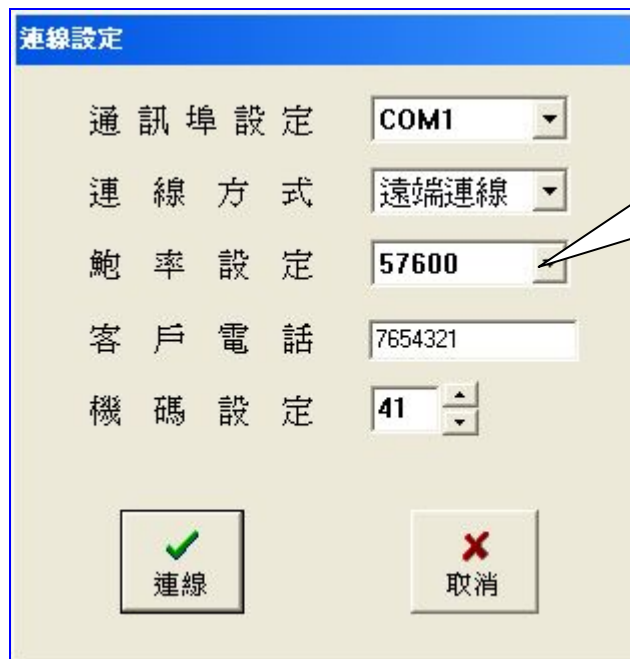 連線設定
通訊埠設定 COM1
連線方式 遠端連線
鮑率設定 57600
客戶電話 7654321
機碼設定 41
連線 取消